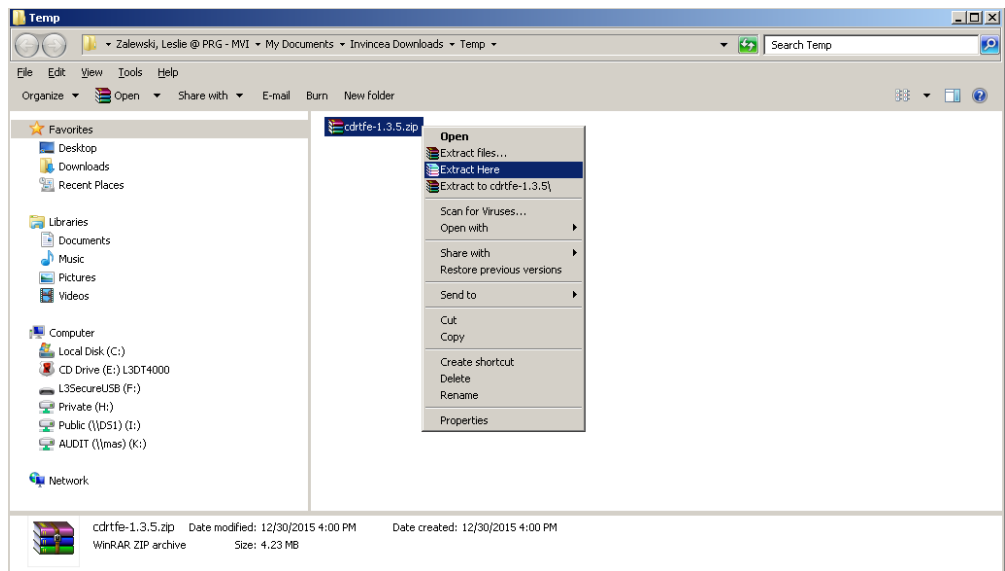 Temp
Zalewski, Leslie @ PRG - MVI ▾ My Documents ▾ Invincea Downloads ▾ Temp ▾
Search Temp
File Edit View Tools Help
Organize ▾ Open ▾ Share with ▾ E-mail Burn New folder
Favorites
Desktop
Downloads
Recent Places
Libraries
Documents
Music
Pictures
Videos
Computer
Local Disk (C:)
CD Drive (E:) L3DT4000
L3SecureUSB (F:)
Private (H:)
Public (\\DS1) (I:)
AUDIT (\\mas) (K:)
Network
cdrtfe-1.3.5.zip
Open
Extract files...
Extract Here
Extract to cdrtfe-1.3.5\
Scan for Viruses...
Open with
Share with
Restore previous versions
Send to
Cut
Copy
Create shortcut
Delete
Rename
Properties
cdrtfe-1.3.5.zip Date modified: 12/30/2015 4:00 PM Date created: 12/30/2015 4:00 PM
WinRAR ZIP archive Size: 4.23 MB